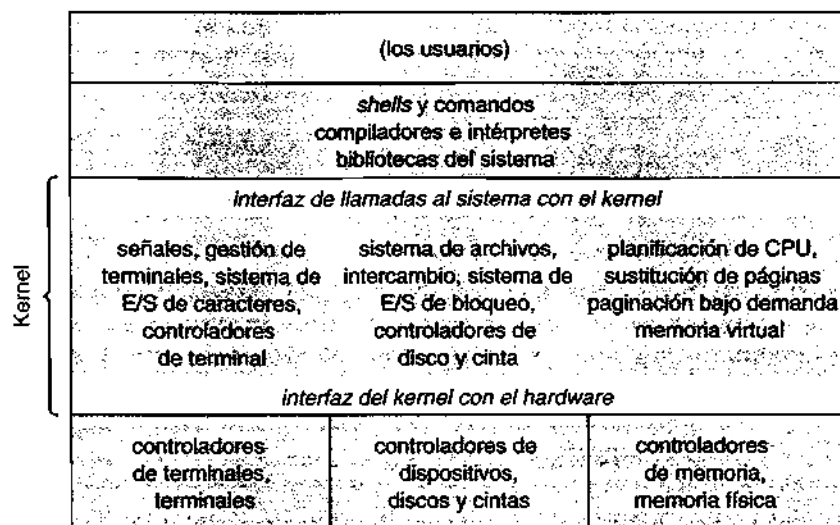 (los usuarios)
shells y comandos
compiladores e intérpretes
bibliotecas del sistema
Kernel
interfaz de llamadas al sistema con el kernel
señales, gestión de
terminales, sistema de
E/S de caracteres,
controladores
de terminal
sistema de archivos,
intercambio, sistema de
E/S de bloqueo,
controladores de
disco y cinta
planificación de CPU,
sustitución de páginas
paginación bajo demanda
memoria virtual
interfaz del kernel con el hardware
controladores
de terminales,
terminales
controladores de
dispositivos,
discos y cintas
controladores
de memoria,
memoria física